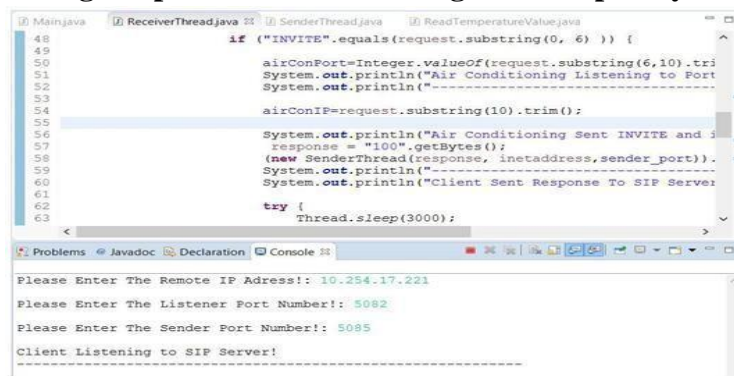 Main.java ReceiverThread.java SenderThread.java ReadTemperatureValue.java
48 if ("INVITE".equals(request.substring(0, 6) )) {
49
50 airConPort=Integer.valueOf(request.substring(6,10).tri
51 System.out.println("Air Conditioning Listening to Port
52 System.out.println("--------------------------------
53
54 airConIP=request.substring(10).trim();
55
56 System.out.println("Air Conditioning Sent INVITE and i
57 response = "100".getBytes();
58 (new SenderThread(response, inetaddress,sender_port)).
59 System.out.println("--------------------------------
60 System.out.println("Client Sent Response To SIP Server
61
62 try {
63 Thread.sleep(3000);
Problems Javadoc Declaration Console
Please Enter The Remote IP Adress!: 10.254.17.221
Please Enter The Listener Port Number!: 5082
Please Enter The Sender Port Number!: 5085
Client Listening to SIP Server!
------------------------------------------------------------